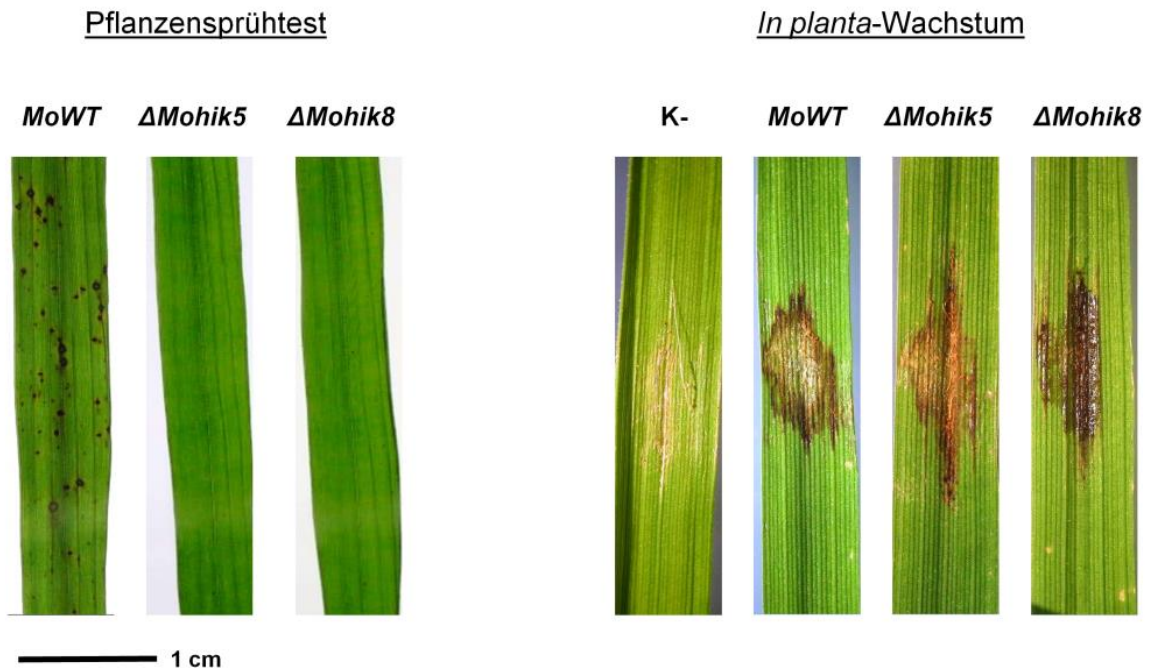 Pflanzensprühtest
In planta-Wachstum
MoWT ΔMohik5 ΔMohik8
K- MoWT ΔMohik5 ΔMohik8
1 cm